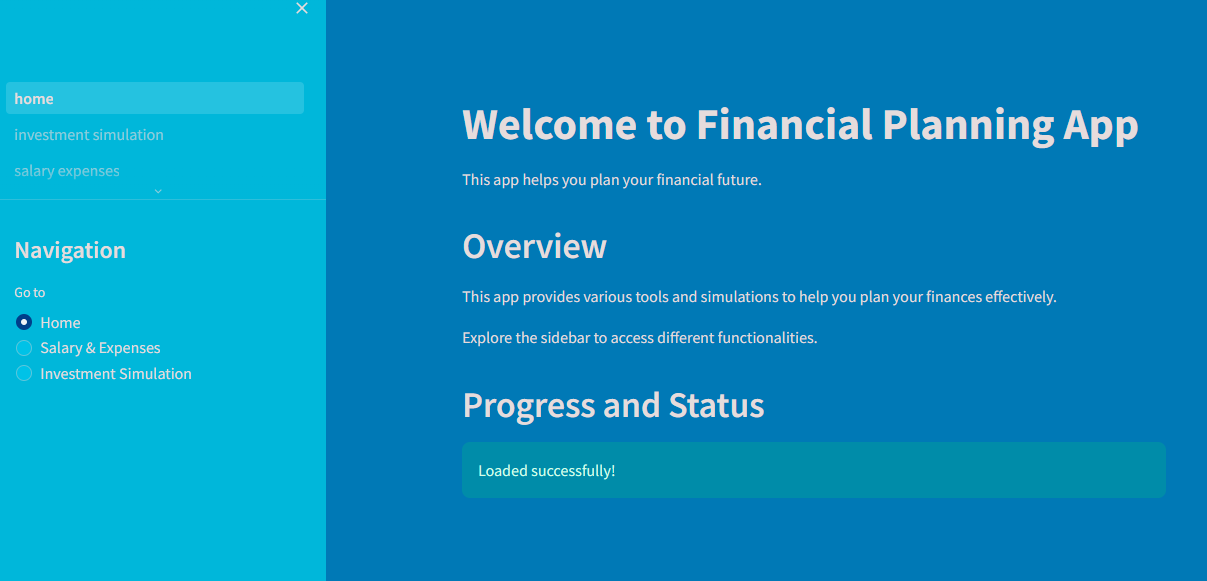 home
investment simulation
salary expenses
Navigation
Go to
Home
Salary & Expenses
Investment Simulation
Welcome to Financial Planning App
This app helps you plan your financial future.
Overview
This app provides various tools and simulations to help you plan your finances effectively.
Explore the sidebar to access different functionalities.
Progress and Status
Loaded successfully!